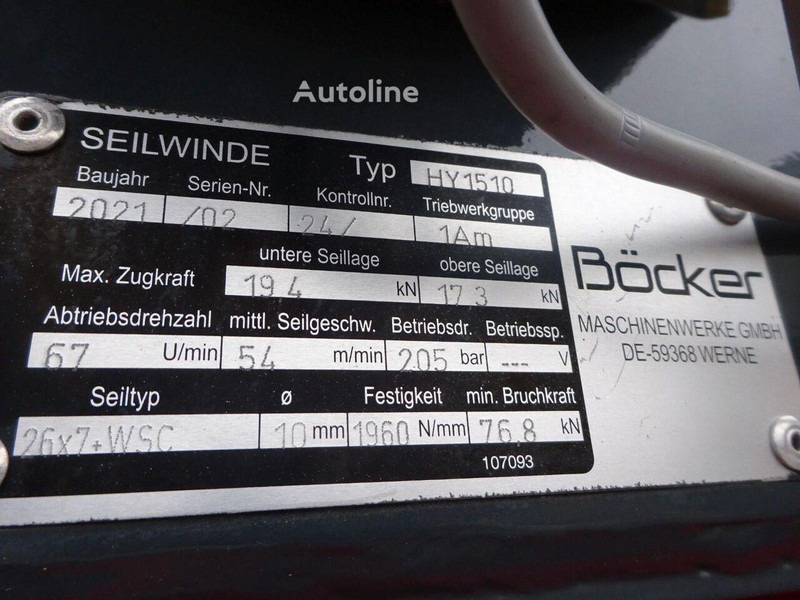 Autoline
SEILWINDE Typ HY1510
Baujahr Serien-Nr. Kontrollnr. Triebwerkgruppe
2021 /02 24/ 1Am
untere Seillage obere Seillage
Max. Zugkraft 19,4 kN 17,3 kN
Abtriebsdrehzahl mittl. Seilgeschw. Betriebsdr. Betriebssp.
67 U/min 54 m/min 205 bar --- V
Seiltyp ø Festigkeit min. Bruchkraft
26x7+WSC 10 mm 1960 N/mm 76,8 kN
107093
Böcker
MASCHINENWERKE GMBH
DE-59368 WERNE